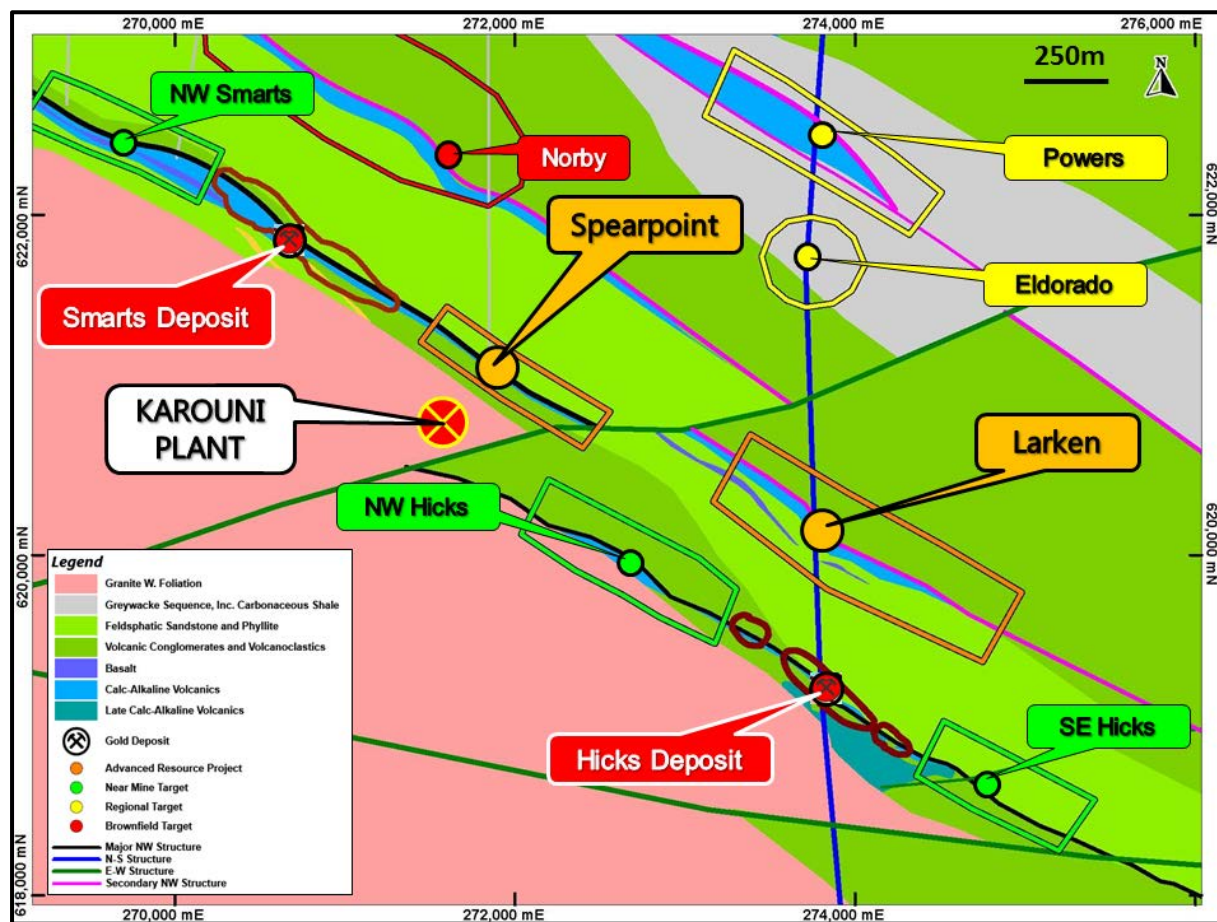 270,000 mE
272,000 mE
274,000 mE
276,000 mE
250m
N
NW Smarts
Norby
Powers
622,000 mN
622,000 mN
Spearpoint
Eldorado
Smarts Deposit
KAROUNI
PLANT
Larken
NW Hicks
620,000 mN
620,000 mN
Legend
Granite W. Foliation
Greywacke Sequence, Inc. Carbonaceous Shale
Feldsphatic Sandstone and Phyllite
Volcanic Conglomerates and Volcanoclastics
Basalt
Calc-Alkaline Volcanics
Late Calc-Alkaline Volcanics
Gold Deposit
Advanced Resource Project
Near Mine Target
Regional Target
Brownfield Target
Major NW Structure
N-S Structure
E-W Structure
Secondary NW Structure
Hicks Deposit
SE Hicks
618,000 mN
270,000 mE
272,000 mE
274,000 mE